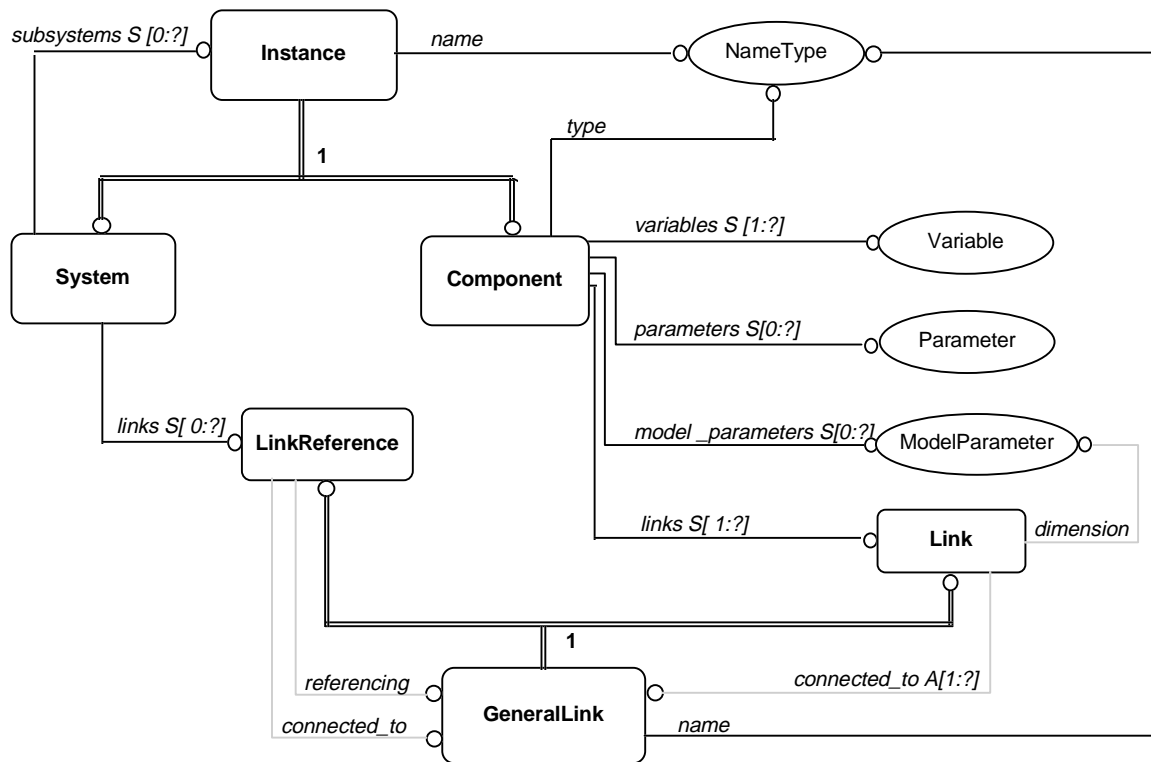 subsystems S [0:?]
Instance
name
NameType
type
1
variables S [1:?]
Variable
System
Component
parameters S[0:?]
Parameter
links S[ 0:?]
LinkReference
model _parameters S[0:?]
ModelParameter
links S[ 1:?]
Link
dimension
1
referencing
connected_to A[1:?]
GeneralLink
connected_to
name